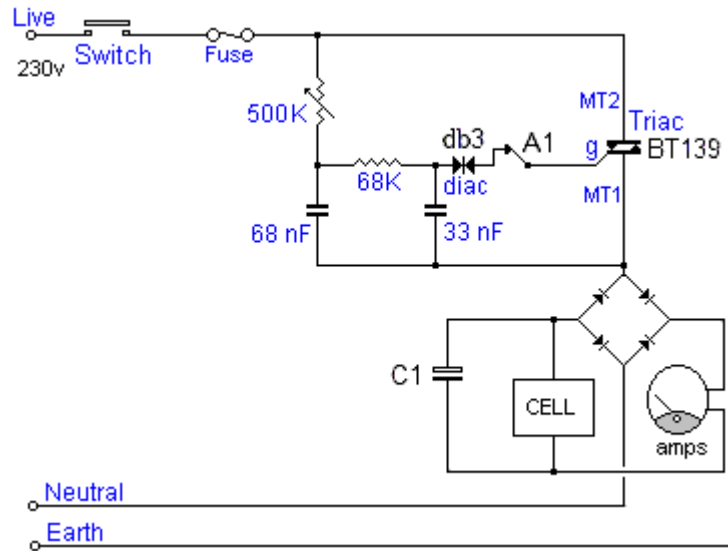 Live
230v
Switch
Fuse
500K
MT2
Triac
BT139
db3
A1
g
68K
diac
MT1
68 nF
33 nF
C1
CELL
amps
Neutral
Earth